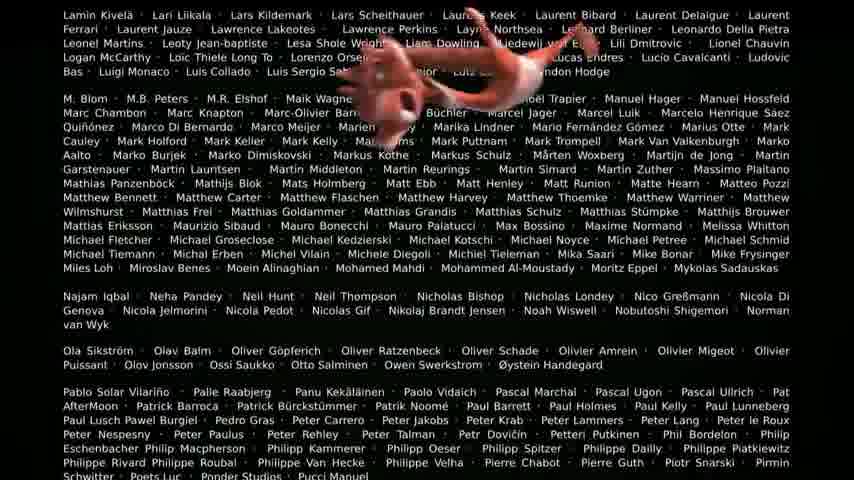 Lamin Kivelä · Lari Liikala · Lars Kildemark · Lars Scheithauer · Keek · Laurent Bibard · Laurent Delaigue · Laurent
Ferrari · Laurent Jauze · Lawrence Lakeotes · Lawrence Perkins · Northsea · Berliner · Leonardo Della Pietra
Leonel Martins · Leoty Jean-baptiste · Lesa Shole Wright · Liam Dowling · Lili Dmitrovic · Lionel Chauvin
Logan McCarthy · Loïc Thiele Long To · Lorenzo · Lucas Endres · Lucio Cavalcanti · Ludovic
Bas · Luigi Monaco · Luis Collado · Luis Sergio · Hodge
M. Blom · M.B. Peters · M.R. Elshof · Maik · Trapier · Manuel Hager · Manuel Hossfeld
Marc Chambon · Marc Knapton · Marc-Olivier · Büchler · Marcel Jager · Marcel Luik · Marcelo Henrique Sáez
Quiñónez · Marco Di Bernardo · Marco Meijer · Marika Lindner · Mario Fernández Gómez · Marius Otte · Mark
Cauley · Mark Holford · Mark Keller · Mark Kelly · Mark Puttnam · Mark Trompell · Mark Van Valkenburgh · Marko
Aalto · Marko Burjek · Marko Dimiskovski · Markus Kothe · Markus Schulz · Mårten Woxberg · Martijn de Jong · Martin
Garstenauer · Martin Lauritsen · Martin Middleton · Martin Reurings · Martin Simard · Martin Zuther · Massimo Plaitano
Mathias Panzenböck · Mathijs Blok · Mats Holmberg · Matt Ebb · Matt Henley · Matt Runion · Matte Hearn · Matteo Pozzi
Matthew Bennett · Matthew Carter · Matthew Flaschen · Matthew Harvey · Matthew Thoemke · Matthew Warriner · Matthew
Wilmshurst · Matthias Frei · Matthias Goldammer · Matthias Grandis · Matthias Schulz · Matthias Stümpke · Matthijs Brouwer
Mattias Eriksson · Maurizio Sibaud · Mauro Bonecchi · Mauro Palatucci · Max Bossino · Maxime Normand · Melissa Whitton
Michael Fletcher · Michael Groseclose · Michael Kedzierski · Michael Kotschi · Michael Noyce · Michael Petree · Michael Schmid
Michael Tiemann · Michal Erben · Michel Vilain · Michele Diegoli · Michiel Tieleman · Mika Saari · Mike Bonar · Mike Frysinger
Miles Loh · Miroslav Benes · Moein Alinaghian · Mohamed Mahdi · Mohammed Al-Moustady · Moritz Eppel · Mykolas Sadauskas
Najam Iqbal · Neha Pandey · Neil Hunt · Neil Thompson · Nicholas Bishop · Nicholas Londey · Nico Greßmann · Nicola Di
Genova · Nicola Jelmorini · Nicola Pedot · Nicolas Gif · Nikolaj Brandt Jensen · Noah Wiswell · Nobutoshi Shigemori · Norman
van Wyk
Ola Sikström · Olav Balm · Oliver Göpferich · Oliver Ratzenbeck · Oliver Schade · Olivier Amrein · Olivier Migeot · Olivier
Puissant · Olov Jonsson · Ossi Saukko · Otto Salminen · Owen Swerkstrom · Øystein Handegard
Pablo Solar Vilariño · Palle Raabjerg · Panu Kekäläinen · Paolo Vidaich · Pascal Marchal · Pascal Ugon · Pascal Ullrich · Pat
AfterMoon · Patrick Barroca · Patrick Bürckstümmer · Patrik Noomé · Paul Barrett · Paul Holmes · Paul Kelly · Paul Lunneberg
Paul Lusch Pawel Burgiel · Pedro Gras · Peter Carrero · Peter Jakobs · Peter Krab · Peter Lammers · Peter Lang · Peter le Roux
Peter Nespesny · Peter Paulus · Peter Rehley · Peter Talman · Petr Dovičín · Petteri Putkinen · Phil Bordelon · Philip
Eschenbacher Philip Macpherson · Philipp Kammerer · Philipp Oeser · Philipp Spitzer · Philippe Dailly · Philippe Piatkiewitz
Philippe Rivard Philippe Roubal · Philippe Van Hecke · Philippe Velha · Pierre Chabot · Pierre Guth · Piotr Snarski · Pirmin
Schwitter · Poets Luc · Ponder Studios · Pucci Manuel